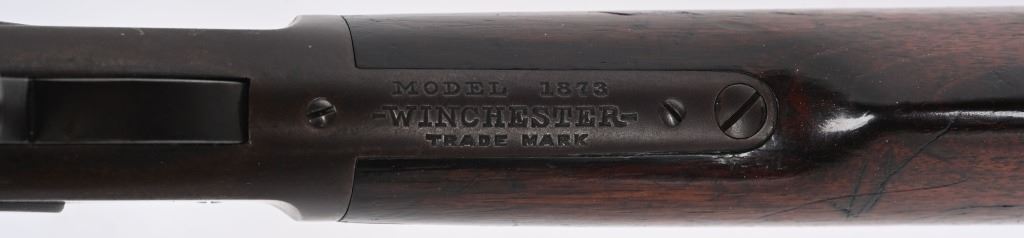 MODEL 1873
-WINCHESTER-
TRADE MARK